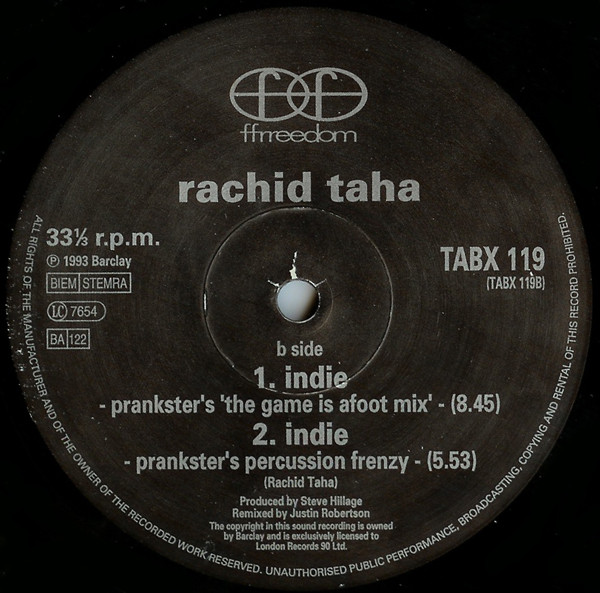 ffrreedom
rachid taha
33⅓ r.p.m.
℗ 1993 Barclay
BIEM STEMRA
LC 7654
BA 122
TABX 119
(TABX 119B)
b side
1. indie
- prankster's 'the game is afoot mix' - (8.45)
2. indie
- prankster's percussion frenzy - (5.53)
(Rachid Taha)
Produced by Steve Hillage
Remixed by Justin Robertson
The copyright in this sound recording is owned
by Barclay and is exclusively licensed to
London Records 90 Ltd.
ALL RIGHTS OF THE MANUFACTURER AND OF THE OWNER OF THE RECORDED WORK RESERVED. UNAUTHORISED PUBLIC PERFORMANCE, BROADCASTING, COPYING AND RENTAL OF THIS RECORD PROHIBITED.